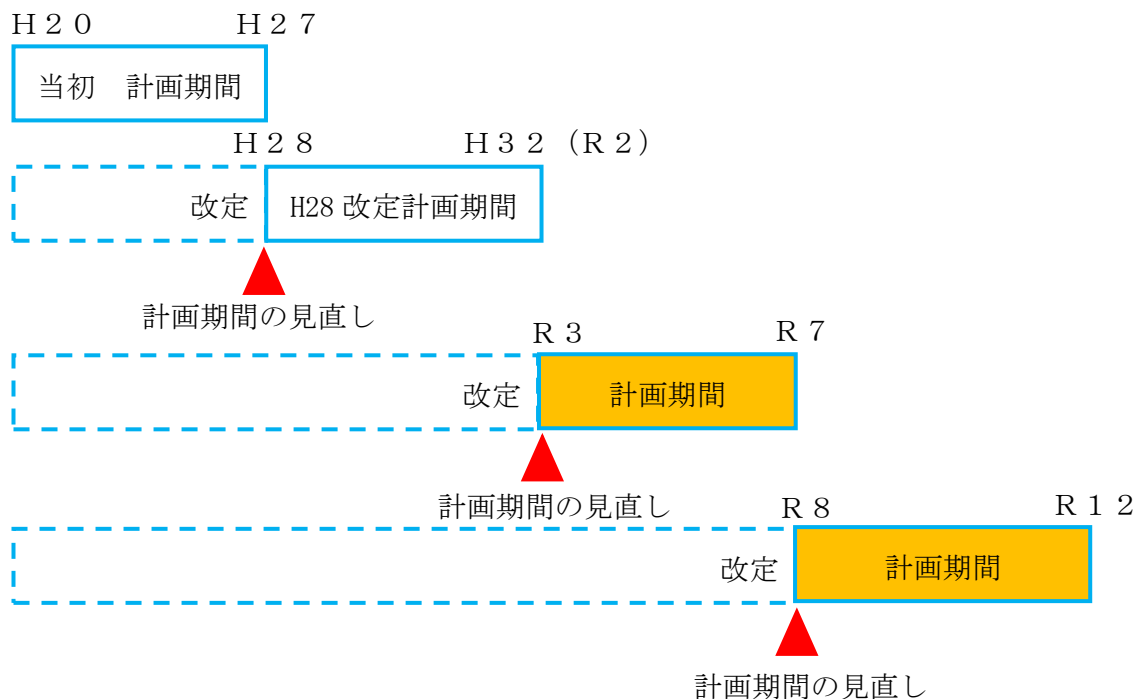 Ｈ２０　Ｈ２７
当初　計画期間
Ｈ２８　Ｈ３２（Ｒ２）
改定　H28 改定計画期間
計画期間の見直し
Ｒ３　Ｒ７
改定　計画期間
計画期間の見直し
Ｒ８　Ｒ１２
改定　計画期間
計画期間の見直し